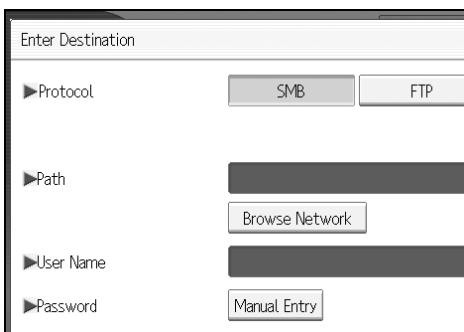 Enter Destination
Protocol SMB FTP
Path
Browse Network
User Name
Password Manual Entry